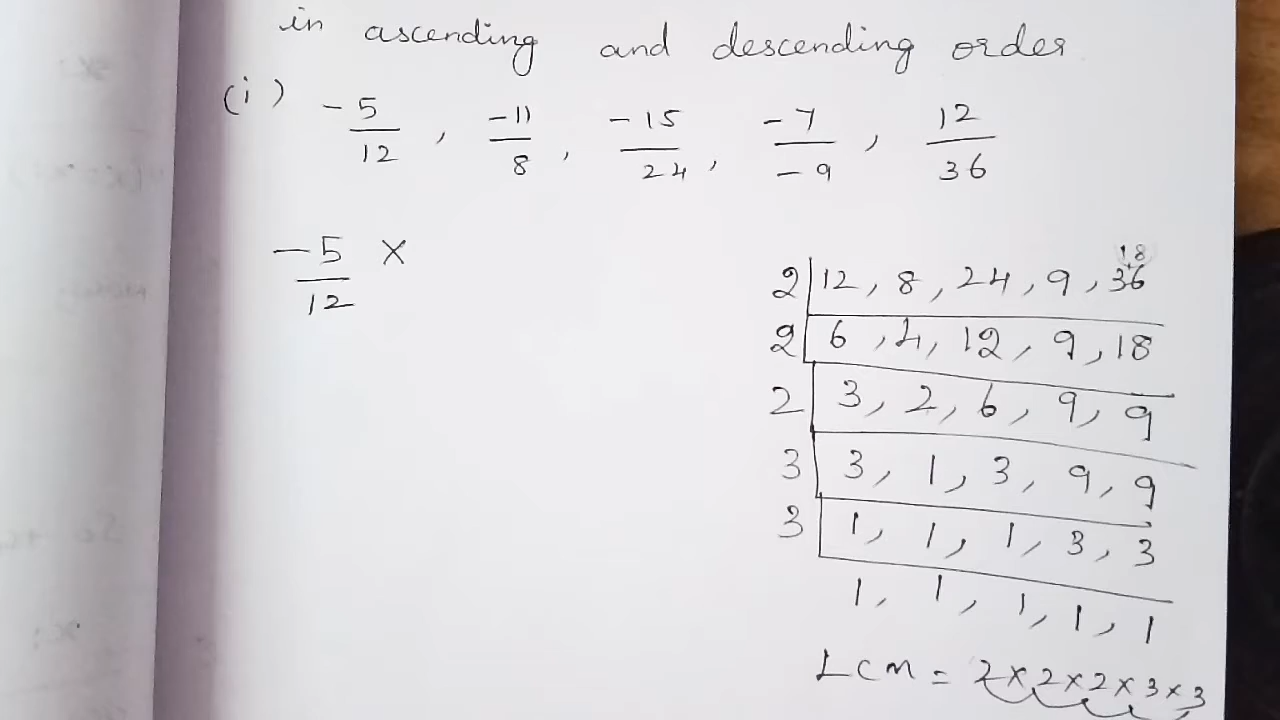 in ascending and descending order
(i) -5/12 , -11/8 , -15/24 , -7/-9 , 12/36
-5/12 ×
18
2 | 12, 8, 24, 9, 36
2 | 6, 4, 12, 9, 18
2 | 3, 2, 6, 9, 9
3 | 3, 1, 3, 9, 9
3 | 1, 1, 1, 3, 3
1, 1, 1, 1, 1
LCM = 2×2×2×3×3